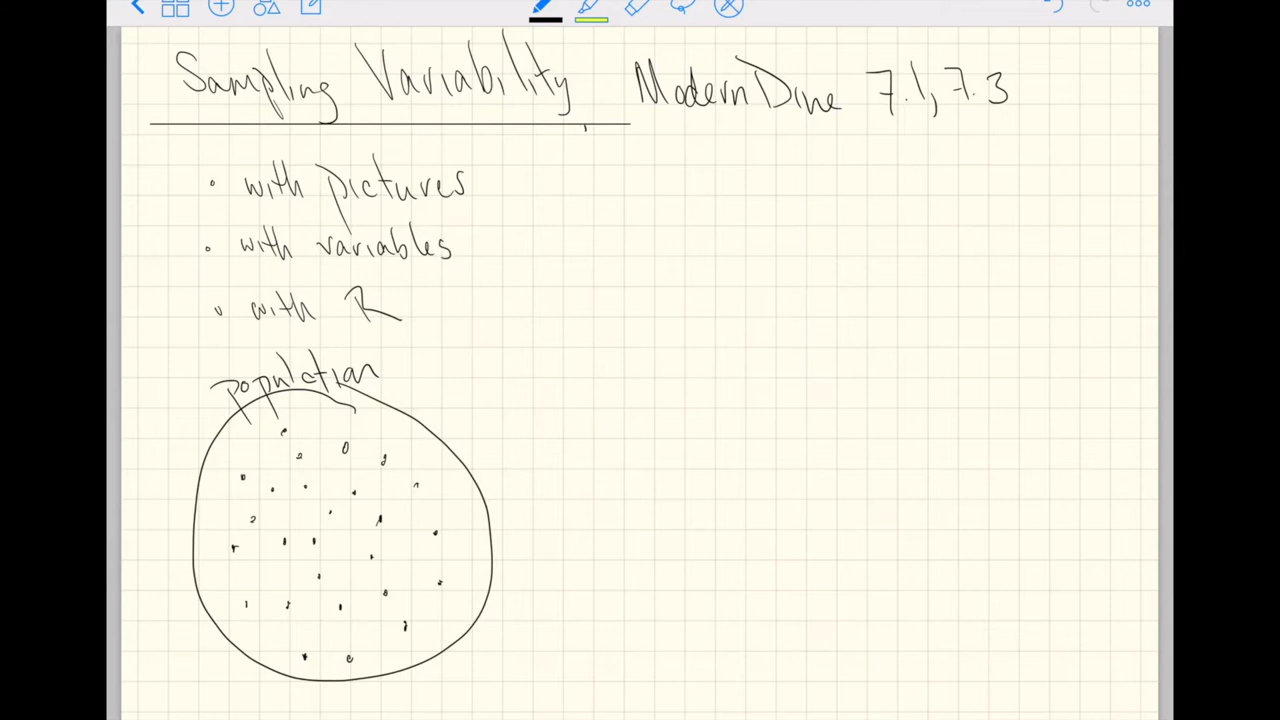 Sampling Variability ModernDive 7.1, 7.3
• with pictures
• with variables
• with R
population